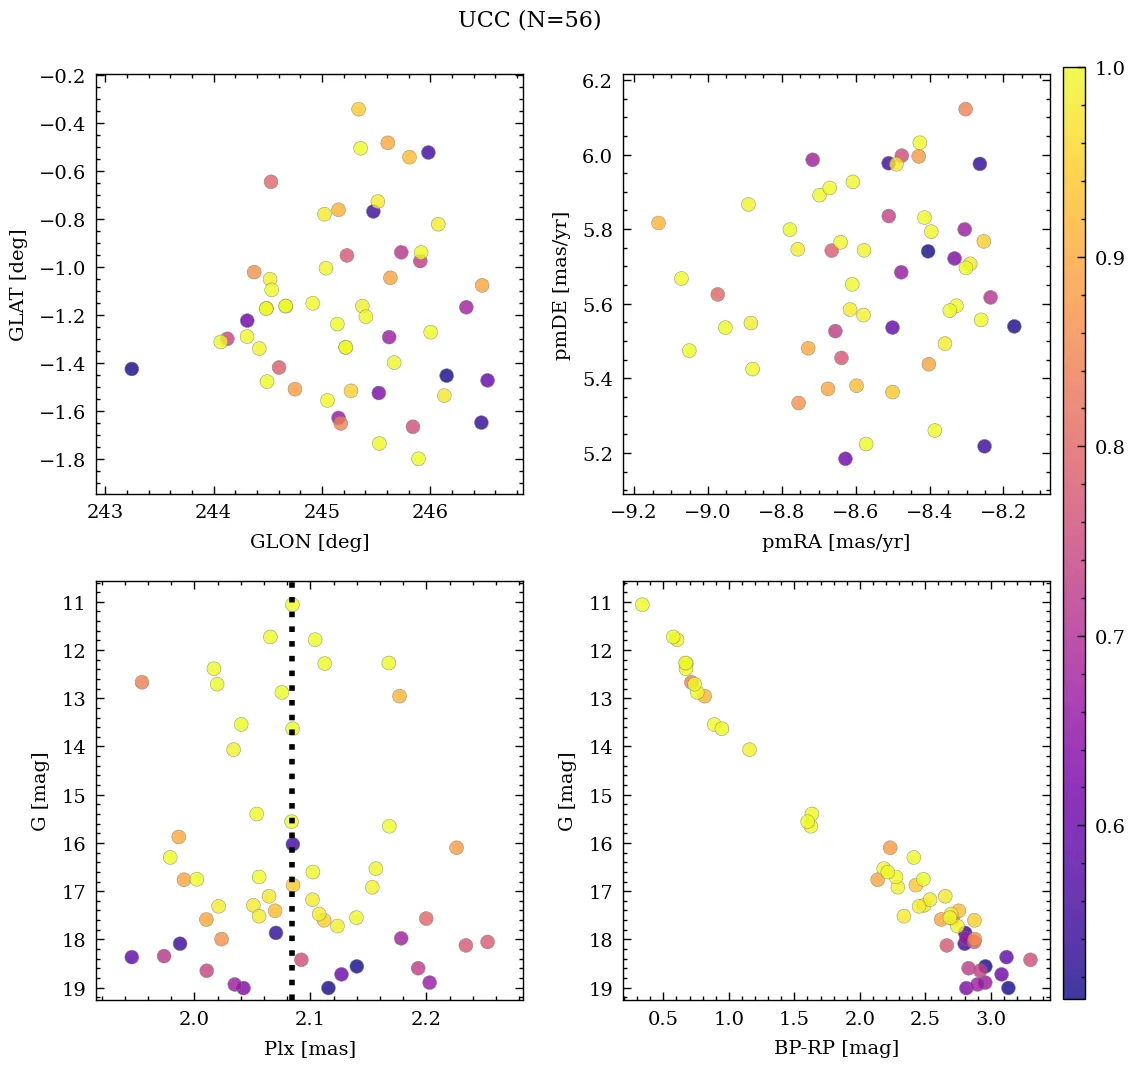 UCC (N=56)
−0.2
−0.4
−0.6
−0.8
−1.0
−1.2
−1.4
−1.6
−1.8
GLAT [deg]
243 244 245 246
GLON [deg]
6.2
6.0
5.8
5.6
5.4
5.2
pmDE [mas/yr]
−9.2 −9.0 −8.8 −8.6 −8.4 −8.2
pmRA [mas/yr]
11
12
13
14
15
16
17
18
19
G [mag]
2.0 2.1 2.2
Plx [mas]
11
12
13
14
15
16
17
18
19
G [mag]
0.5 1.0 1.5 2.0 2.5 3.0
BP-RP [mag]
1.0
0.9
0.8
0.7
0.6